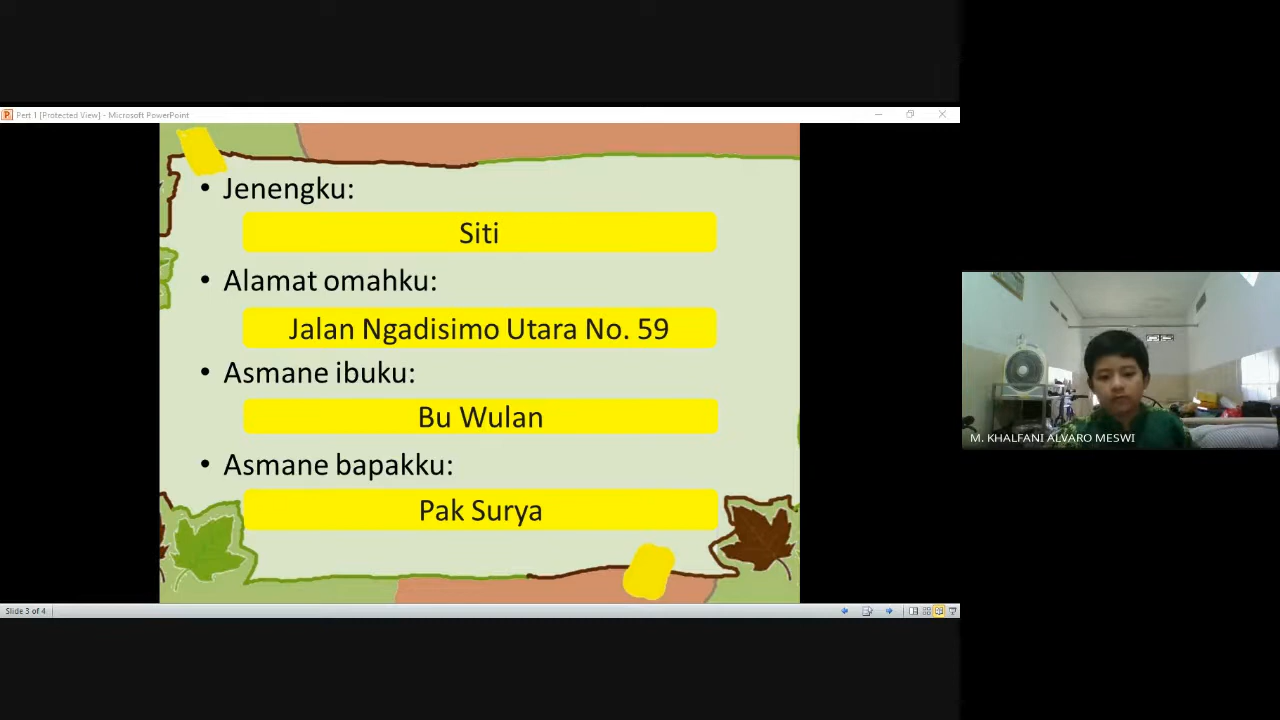 Pert 1 [Protected View] - Microsoft PowerPoint
• Jenengku:
Siti
• Alamat omahku:
Jalan Ngadisimo Utara No. 59
• Asmane ibuku:
Bu Wulan
• Asmane bapakku:
Pak Surya
Slide 3 of 4
M. KHALFANI ALVARO MESWI